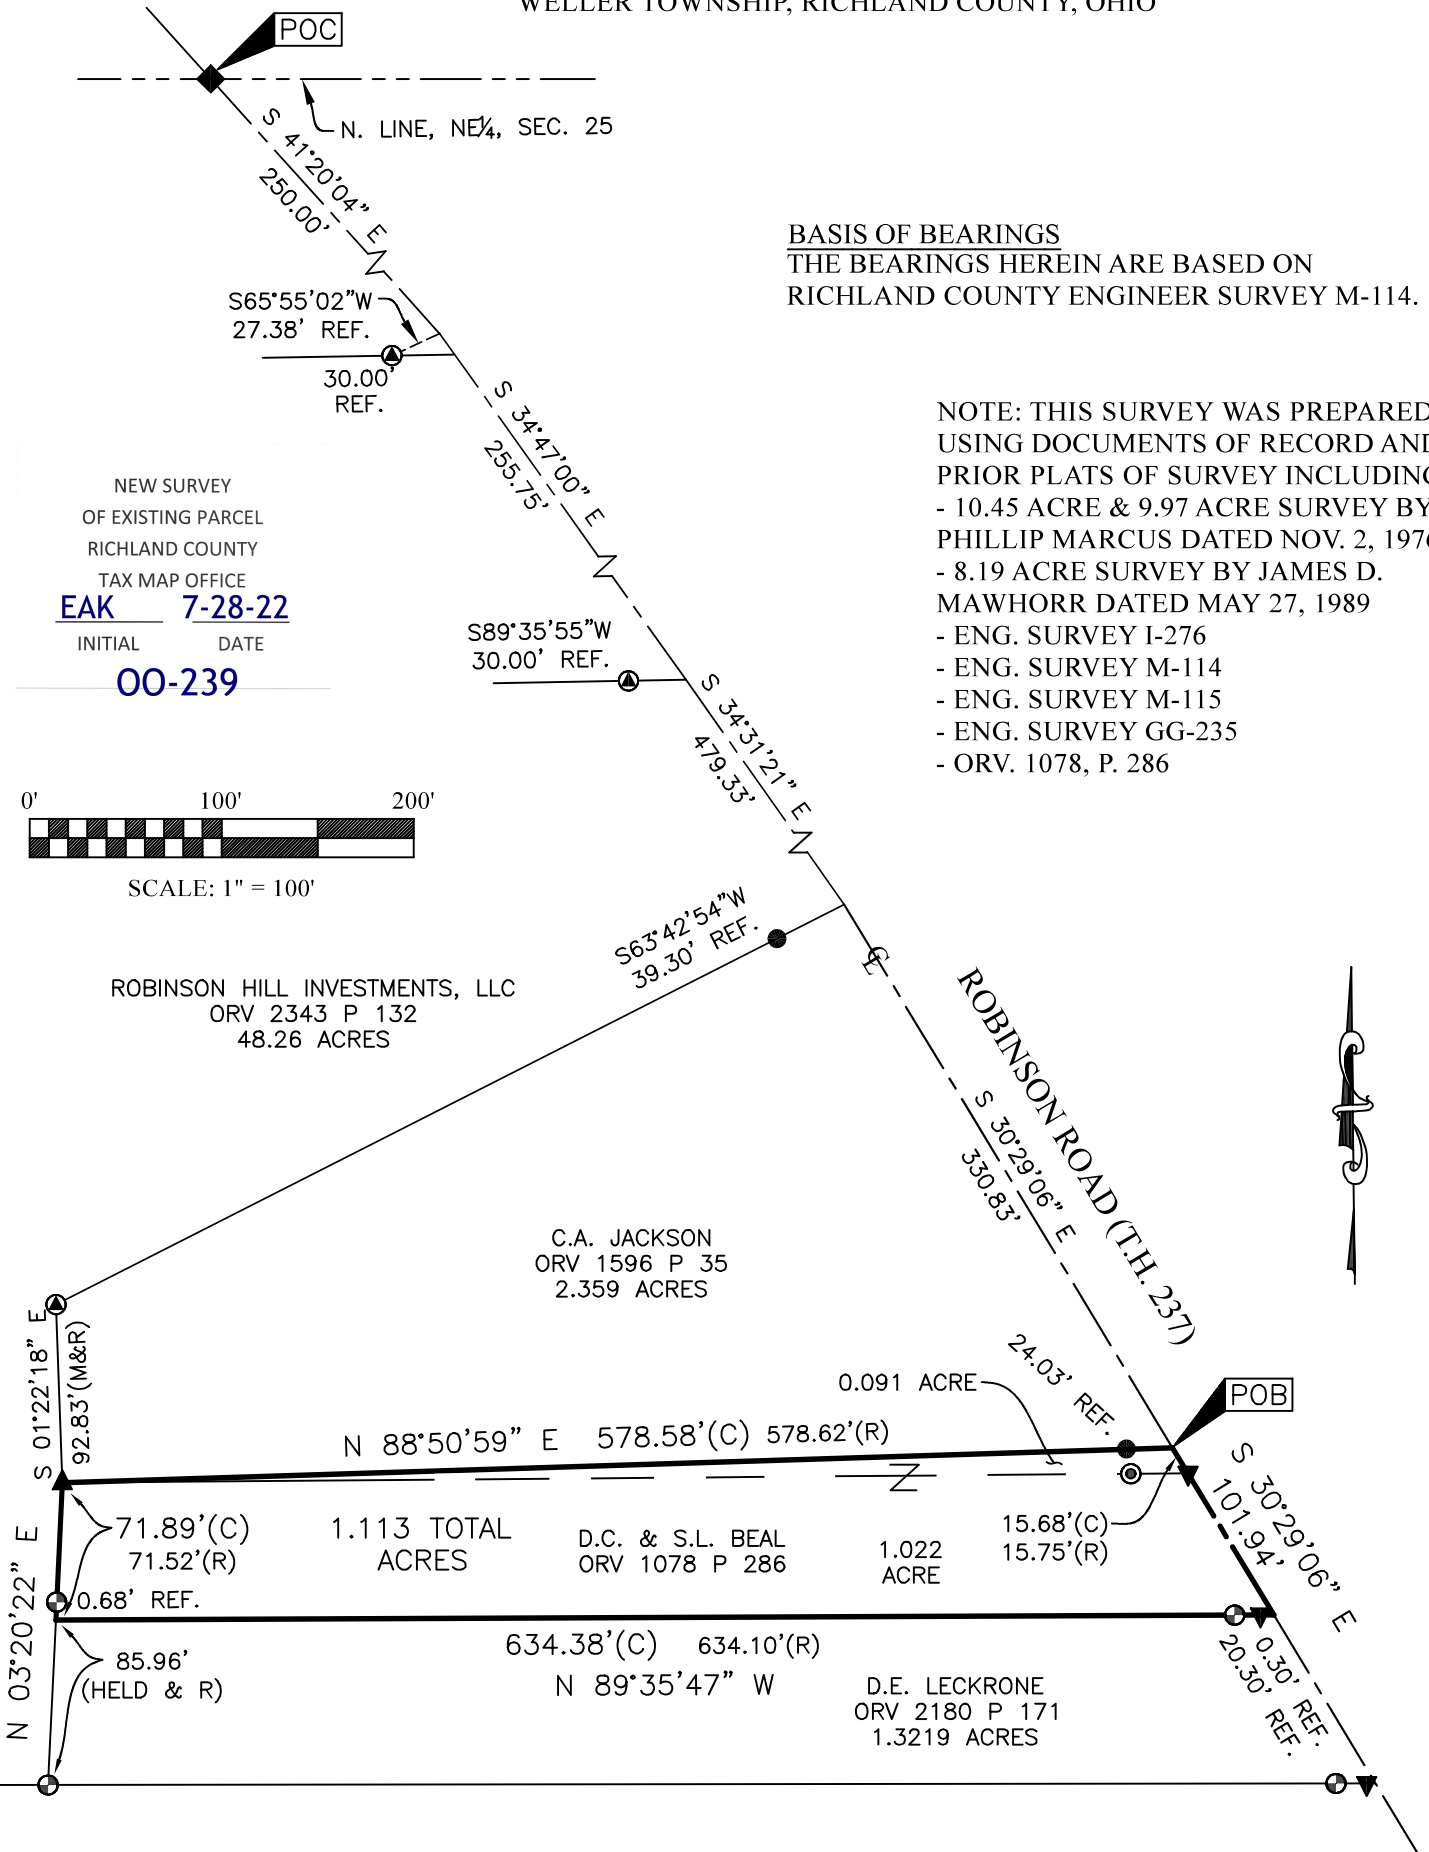 WELLER TOWNSHIP, RICHLAND COUNTY, OHIO
POC
N. LINE, NE¼, SEC. 25
S 41°20'04" E
250.00'
BASIS OF BEARINGS
THE BEARINGS HEREIN ARE BASED ON
RICHLAND COUNTY ENGINEER SURVEY M-114.
S65°55'02"W
27.38' REF.
30.00'
REF.
S 34°47'00" E
255.75'
NOTE: THIS SURVEY WAS PREPARED
USING DOCUMENTS OF RECORD AND
PRIOR PLATS OF SURVEY INCLUDING
- 10.45 ACRE & 9.97 ACRE SURVEY BY
PHILLIP MARCUS DATED NOV. 2, 1976
- 8.19 ACRE SURVEY BY JAMES D.
MAWHORR DATED MAY 27, 1989
- ENG. SURVEY I-276
- ENG. SURVEY M-114
- ENG. SURVEY M-115
- ENG. SURVEY GG-235
- ORV. 1078, P. 286
NEW SURVEY
OF EXISTING PARCEL
RICHLAND COUNTY
TAX MAP OFFICE
EAK 7-28-22
INITIAL DATE
OO-239
S89°35'55"W
30.00' REF.
S 34°31'21" E
479.33'
0' 100' 200'
SCALE: 1" = 100'
S63°42'54"W
39.30' REF.
ROBINSON HILL INVESTMENTS, LLC
ORV 2343 P 132
48.26 ACRES
℄
ROBINSON ROAD (T.H. 237)
S 30°29'06" E
330.83'
C.A. JACKSON
ORV 1596 P 35
2.359 ACRES
S 01°22'18" E
92.83'(M&R)
24.03' REF.
0.091 ACRE
POB
N 88°50'59" E 578.58'(C) 578.62'(R)
S 30°29'06" E
101.94'
71.89'(C)
71.52'(R)
1.113 TOTAL
ACRES
D.C. & S.L. BEAL
ORV 1078 P 286
1.022
ACRE
15.68'(C)
15.75'(R)
0.68' REF.
N 03°20'22" E
85.96'
(HELD & R)
634.38'(C) 634.10'(R)
N 89°35'47" W
D.E. LECKRONE
ORV 2180 P 171
1.3219 ACRES
0.30' REF.
20.30' REF.